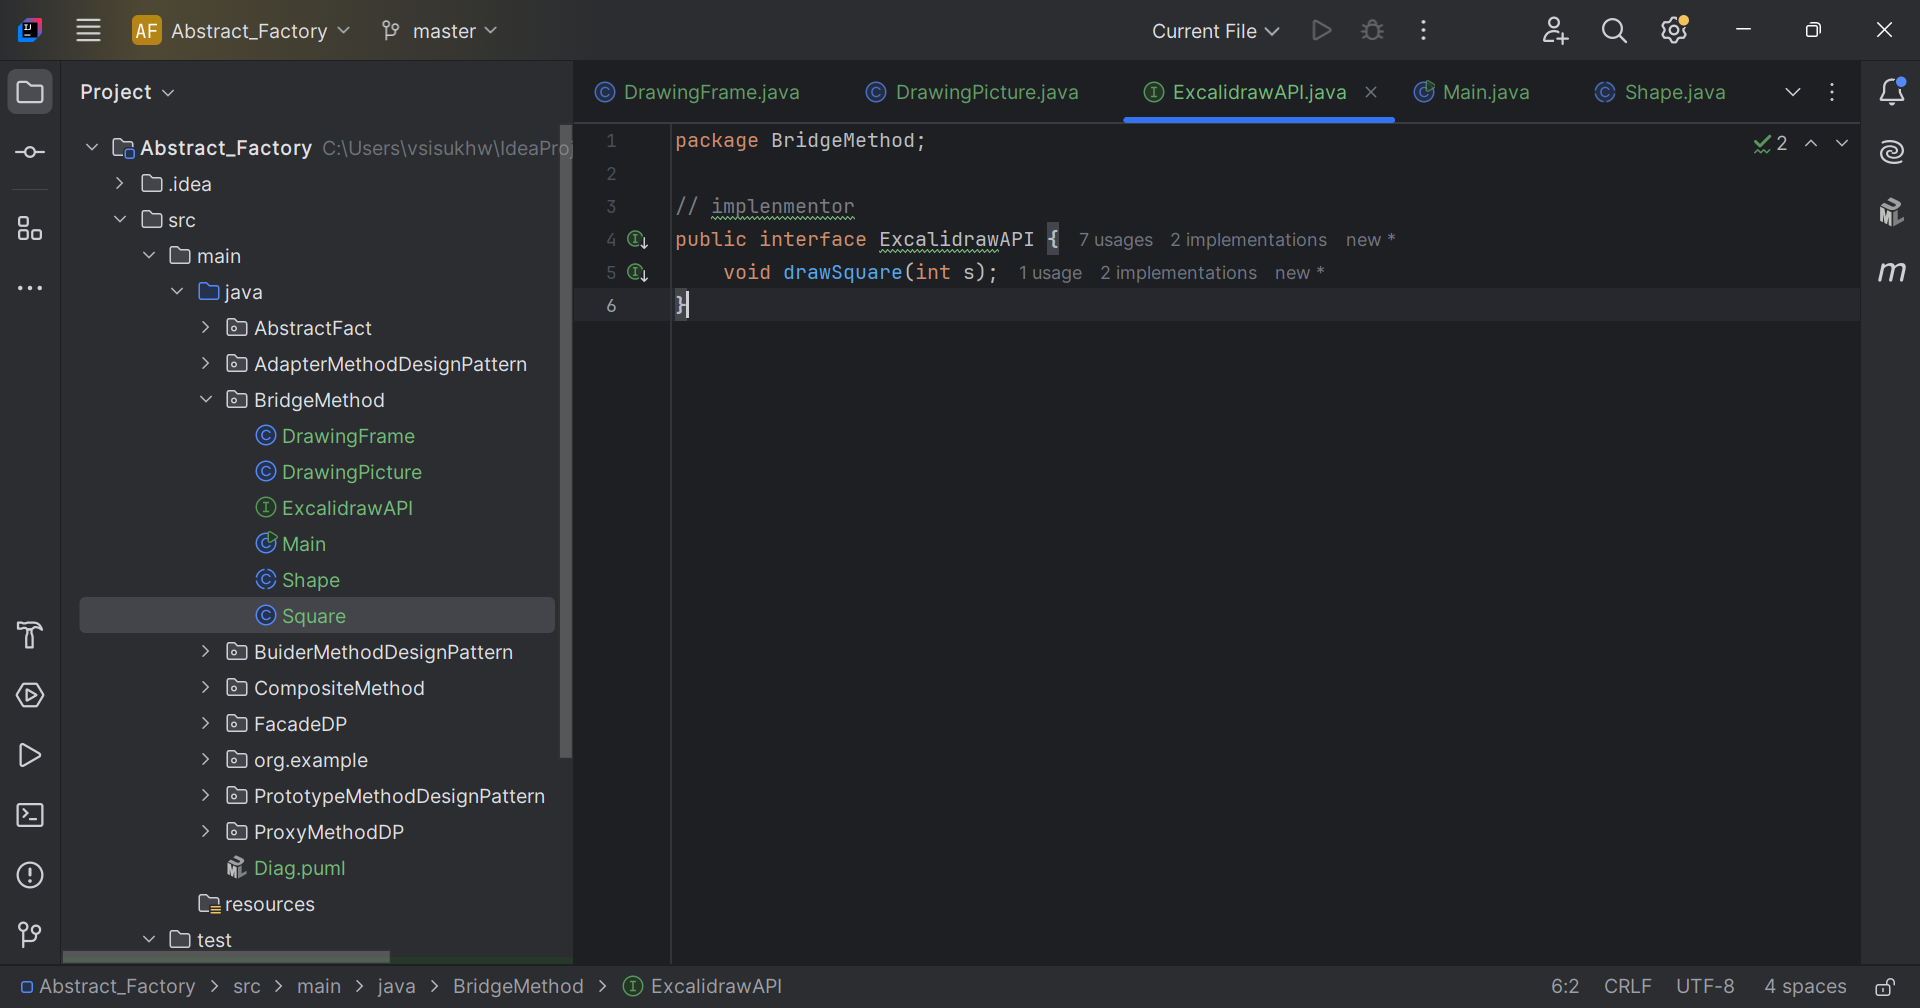 AF Abstract_Factory master Current File
Project
DrawingFrame.java DrawingPicture.java ExcalidrawAPI.java Main.java Shape.java
Abstract_Factory C:\Users\vsisukhw\IdeaProj
.idea
src
main
java
AbstractFact
AdapterMethodDesignPattern
BridgeMethod
DrawingFrame
DrawingPicture
ExcalidrawAPI
Main
Shape
Square
BuiderMethodDesignPattern
CompositeMethod
FacadeDP
org.example
PrototypeMethodDesignPattern
ProxyMethodDP
Diag.puml
resources
test
1 package BridgeMethod;
2
3 // implenmentor
4 public interface ExcalidrawAPI { 7 usages 2 implementations new *
5 void drawSquare(int s); 1 usage 2 implementations new *
6 }
2
Abstract_Factory > src > main > java > BridgeMethod > ExcalidrawAPI
6:2 CRLF UTF-8 4 spaces